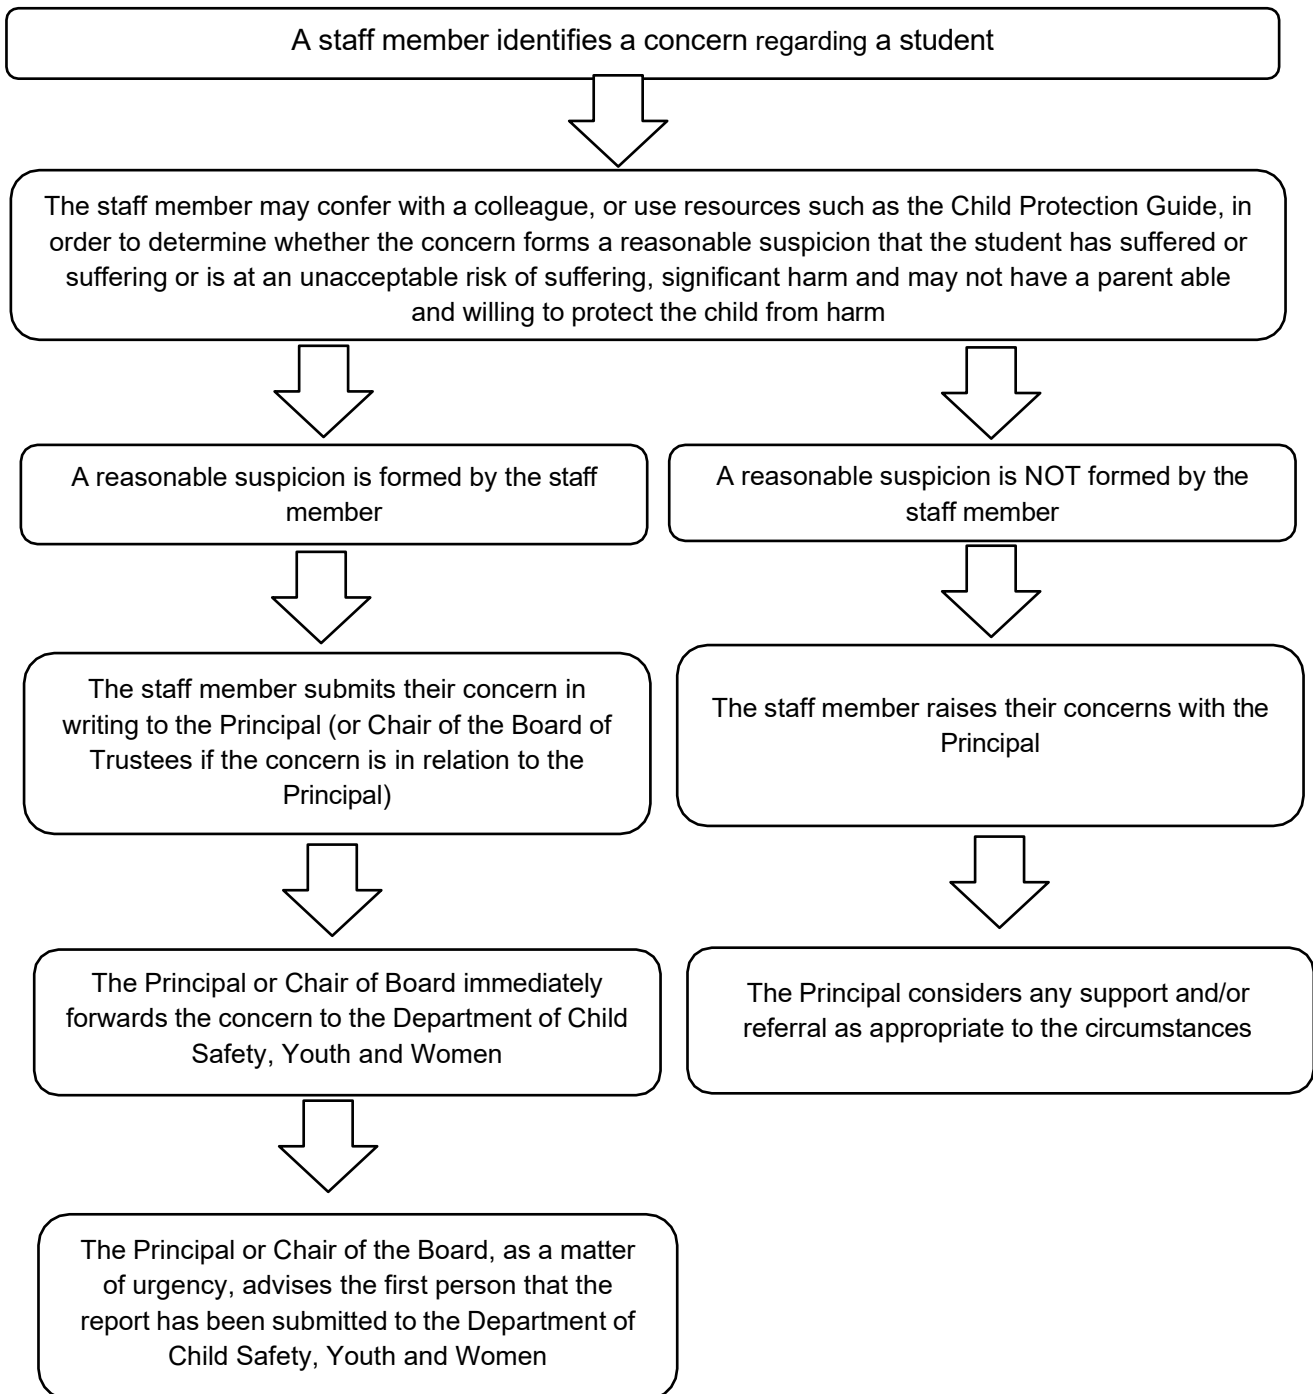 A staff member identifies a concern regarding a student
The staff member may confer with a colleague, or use resources such as the Child Protection Guide, in
order to determine whether the concern forms a reasonable suspicion that the student has suffered or
suffering or is at an unacceptable risk of suffering, significant harm and may not have a parent able
and willing to protect the child from harm
A reasonable suspicion is formed by the staff
member
The staff member submits their concern in
writing to the Principal (or Chair of the Board of
Trustees if the concern is in relation to the
Principal)
The Principal or Chair of Board immediately
forwards the concern to the Department of Child
Safety, Youth and Women
The Principal or Chair of the Board, as a matter
of urgency, advises the first person that the
report has been submitted to the Department of
Child Safety, Youth and Women
A reasonable suspicion is NOT formed by the
staff member
The staff member raises their concerns with the
Principal
The Principal considers any support and/or
referral as appropriate to the circumstances